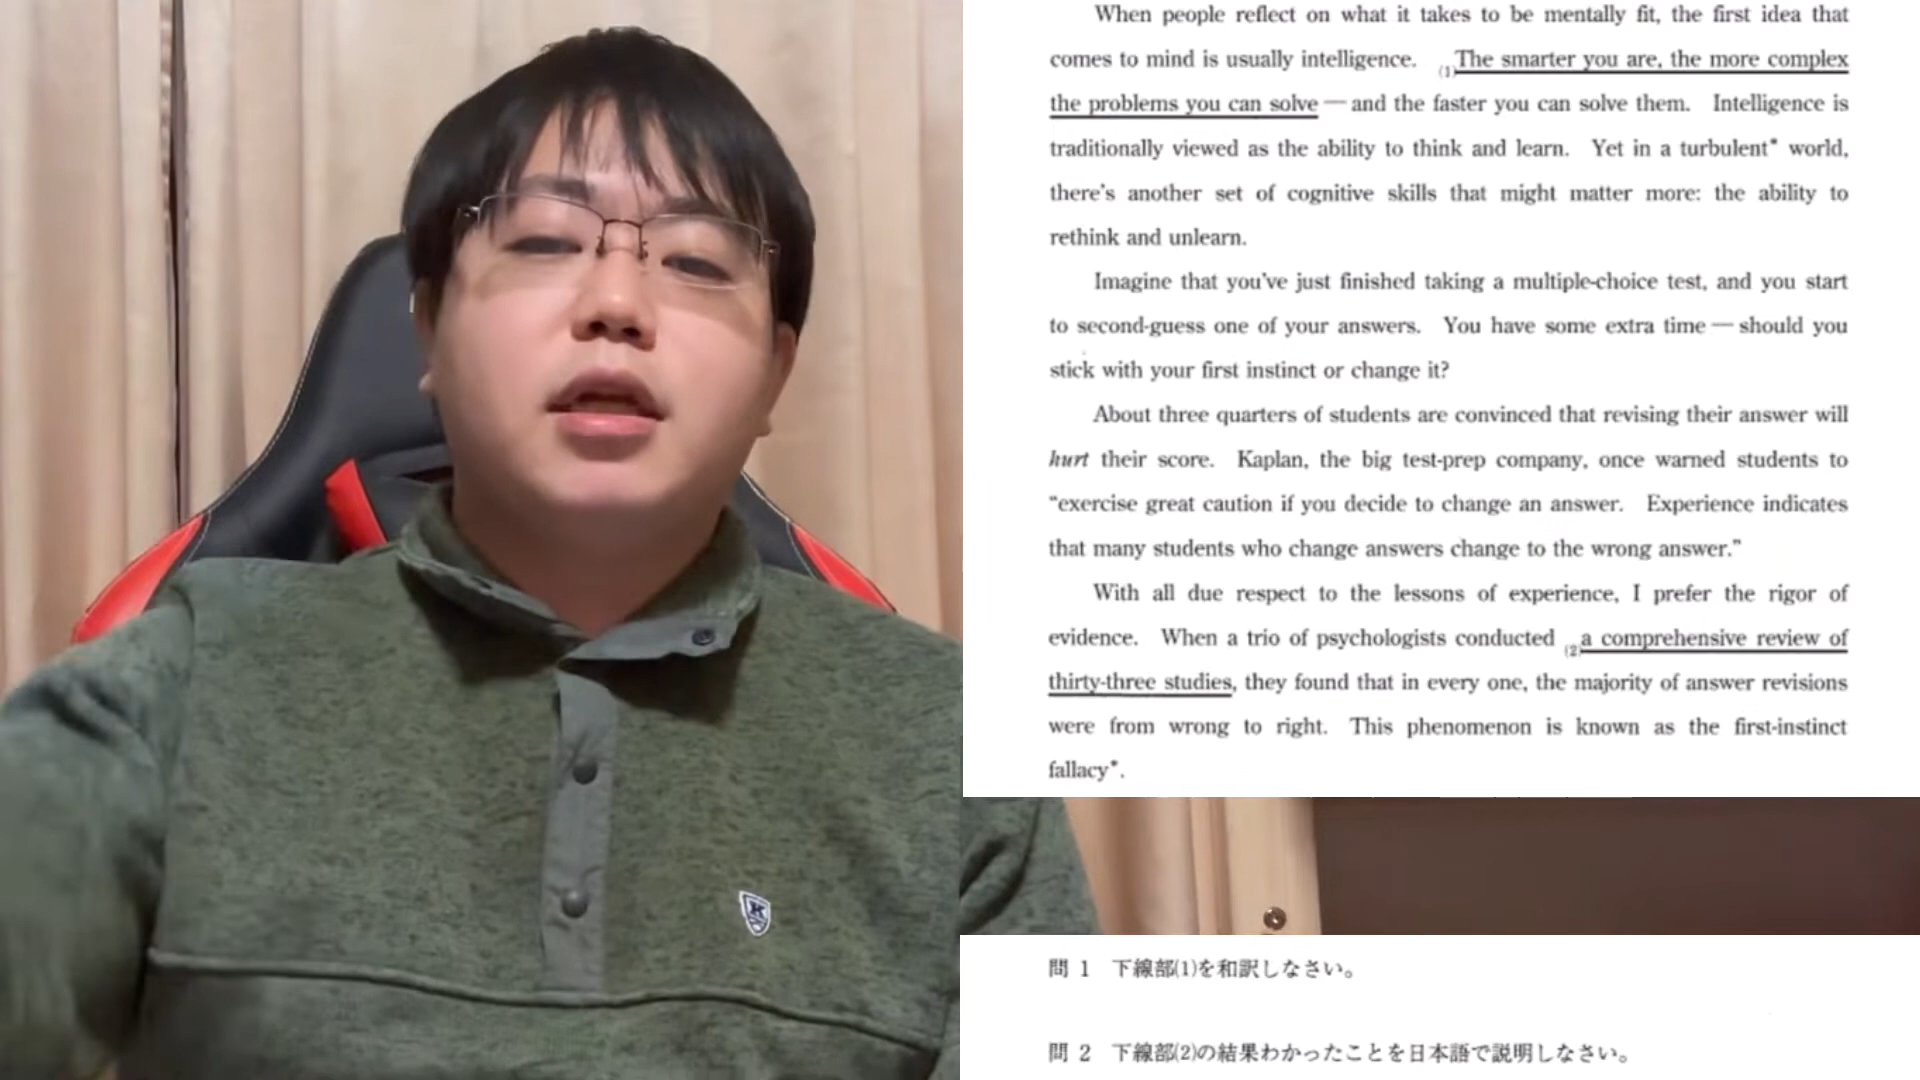 When people reflect on what it takes to be mentally fit, the first idea that
comes to mind is usually intelligence. (1)The smarter you are, the more complex
the problems you can solve — and the faster you can solve them. Intelligence is
traditionally viewed as the ability to think and learn. Yet in a turbulent* world,
there's another set of cognitive skills that might matter more: the ability to
rethink and unlearn.
Imagine that you've just finished taking a multiple-choice test, and you start
to second-guess one of your answers. You have some extra time — should you
stick with your first instinct or change it?
About three quarters of students are convinced that revising their answer will
hurt their score. Kaplan, the big test-prep company, once warned students to
“exercise great caution if you decide to change an answer. Experience indicates
that many students who change answers change to the wrong answer.”
With all due respect to the lessons of experience, I prefer the rigor of
evidence. When a trio of psychologists conducted (2)a comprehensive review of
thirty-three studies, they found that in every one, the majority of answer revisions
were from wrong to right. This phenomenon is known as the first-instinct
fallacy*.
K
問 1 下線部(1)を和訳しなさい。
問 2 下線部(2)の結果わかったことを日本語で説明しなさい。